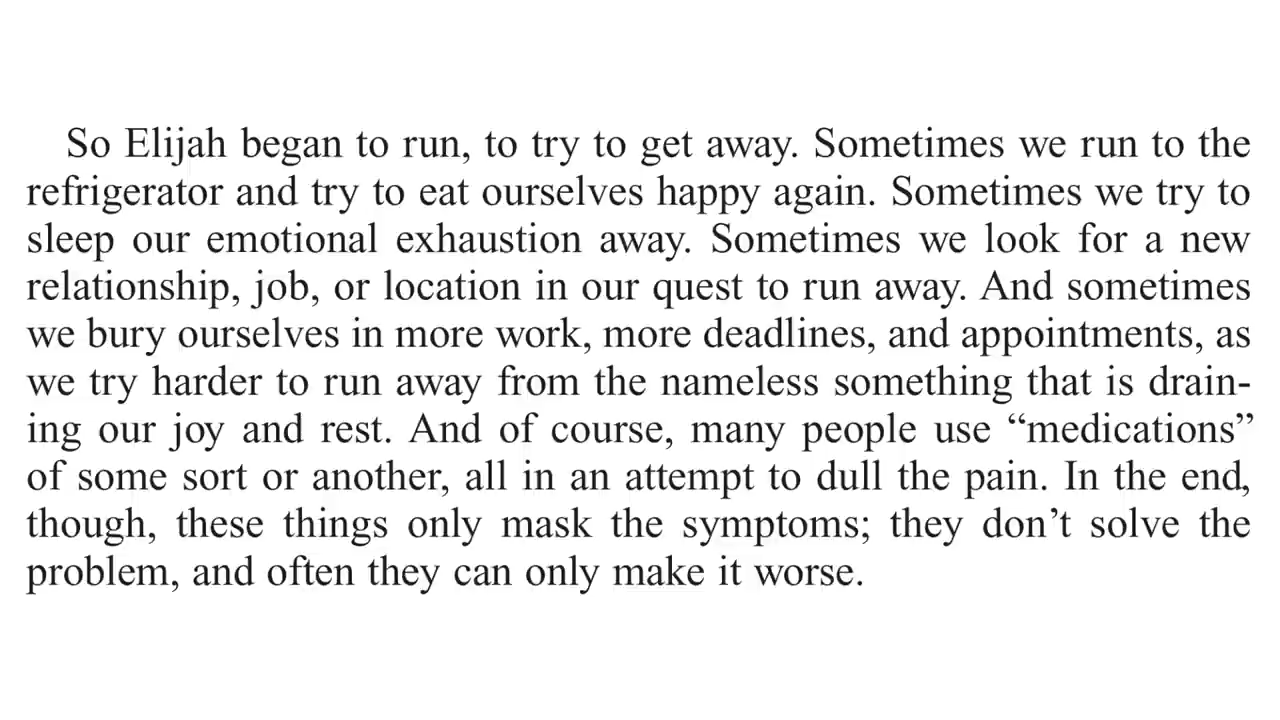 So Elijah began to run, to try to get away. Sometimes we run to the
refrigerator and try to eat ourselves happy again. Sometimes we try to
sleep our emotional exhaustion away. Sometimes we look for a new
relationship, job, or location in our quest to run away. And sometimes
we bury ourselves in more work, more deadlines, and appointments, as
we try harder to run away from the nameless something that is drain-
ing our joy and rest. And of course, many people use “medications”
of some sort or another, all in an attempt to dull the pain. In the end,
though, these things only mask the symptoms; they don’t solve the
problem, and often they can only make it worse.